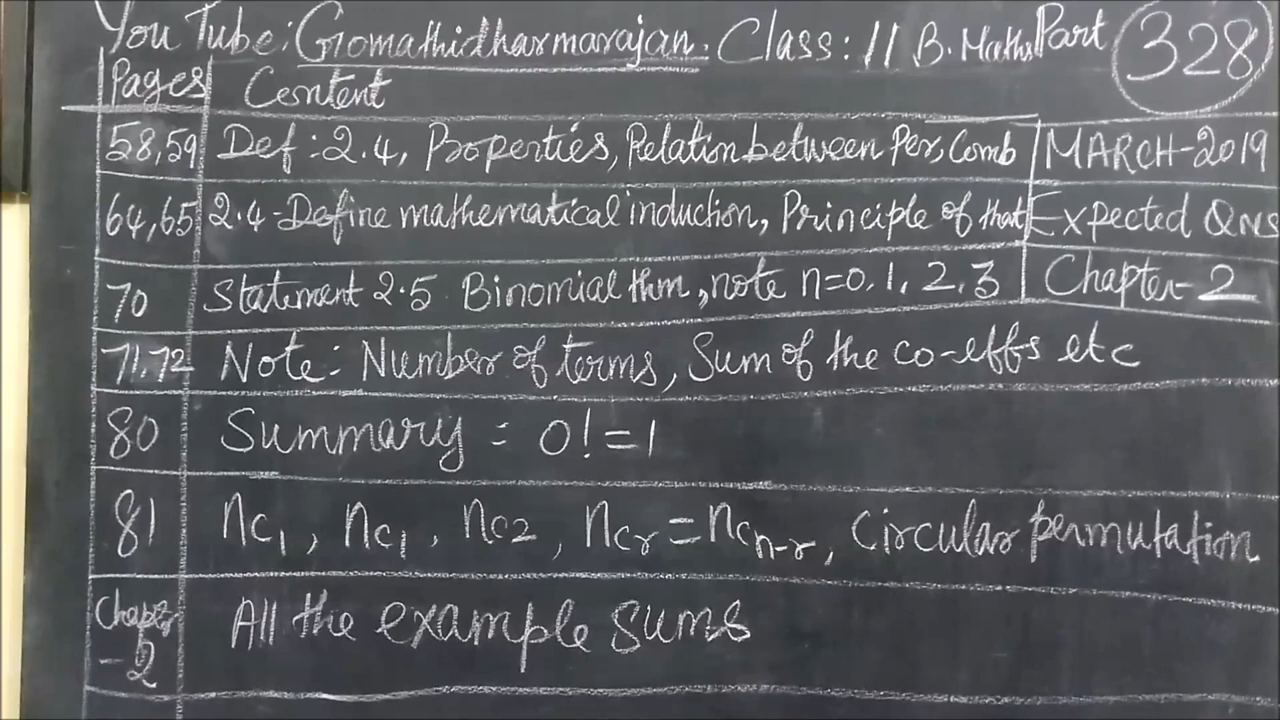 YouTube: Gomathidharmarajan. Class: 11 B. Maths Part 328
Pages Content
58,59 Def: 2.4, Properties, Relation between Per, Comb MARCH-2019
64,65 2.4-Define mathematical induction, Principle of that Expected Qns
70 Statement 2.5 Binomial thm, note n=0, 1, 2, 3 Chapter-2
71,72 Note: Number of terms, Sum of the co-effs etc
80 Summary = 0! = 1
81 nc1, nc1, nc2, ncr = ncn-r, Circular permutation
Chapter-2 All the example sums